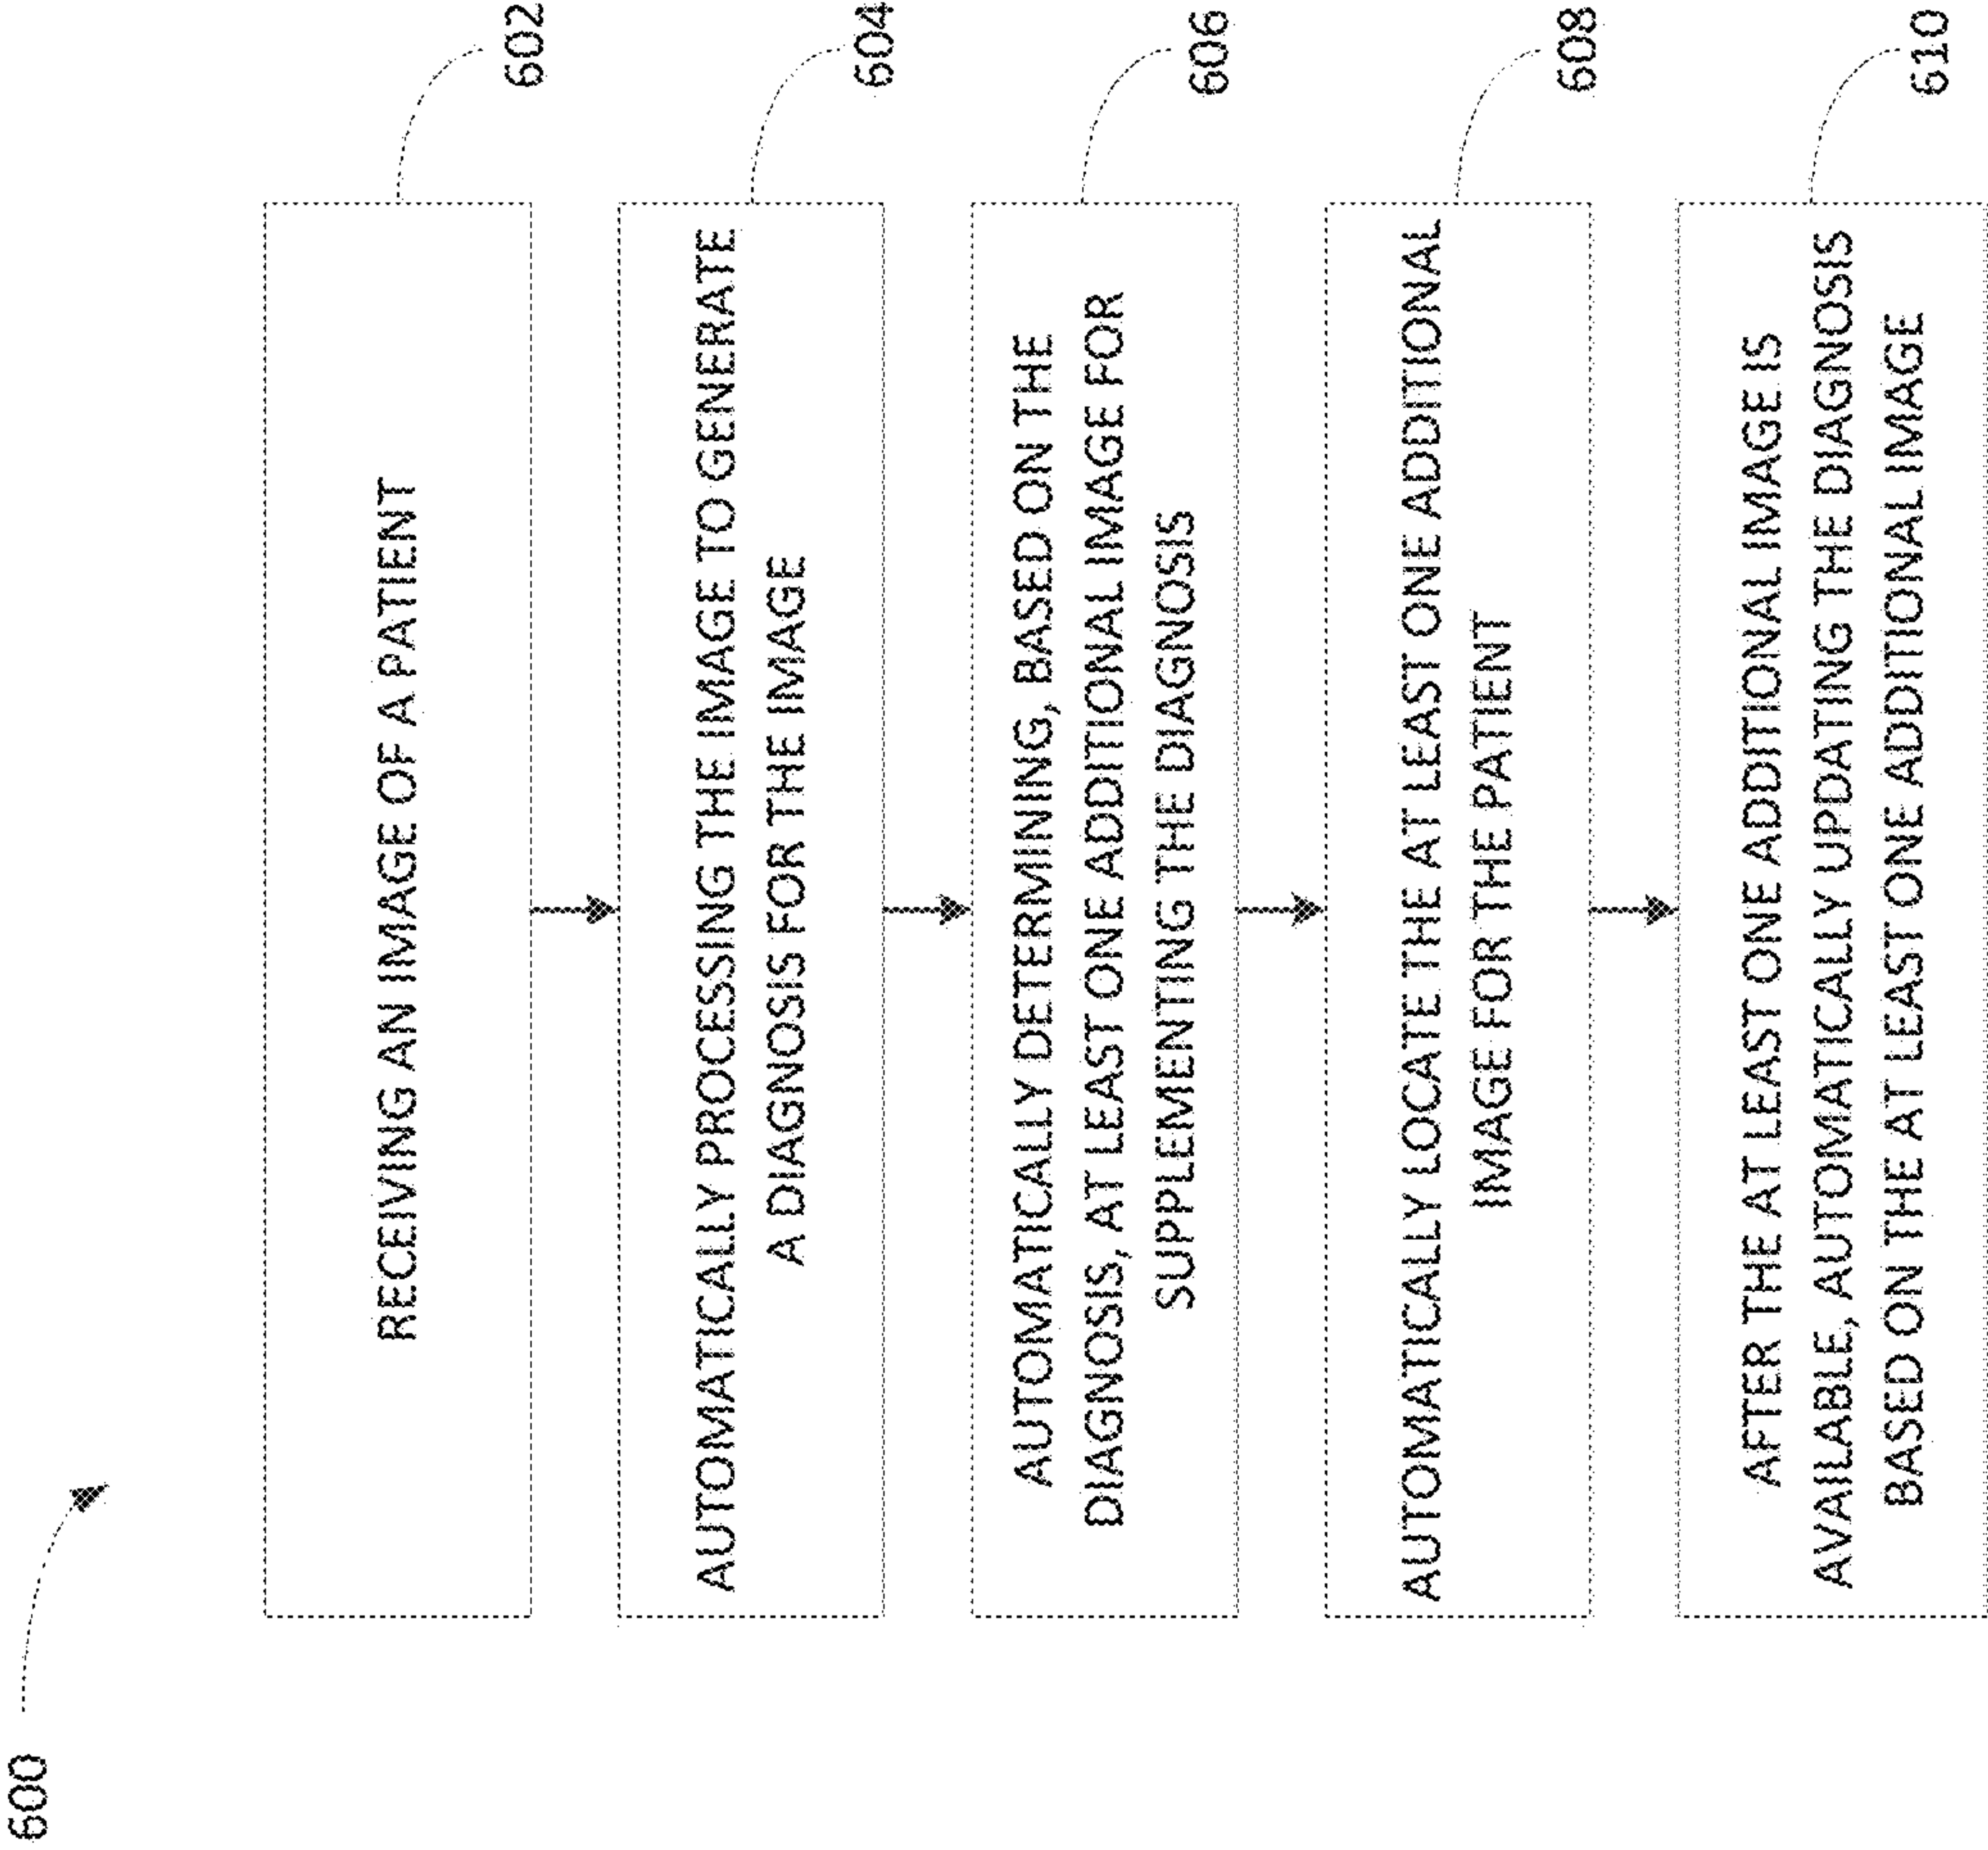 600
RECEIVING AN IMAGE OF A PATIENT
602
AUTOMATICALLY PROCESSING THE IMAGE TO GENERATE
A DIAGNOSIS FOR THE IMAGE
604
AUTOMATICALLY DETERMINING, BASED ON THE
DIAGNOSIS, AT LEAST ONE ADDITIONAL IMAGE FOR
SUPPLEMENTING THE DIAGNOSIS
606
AUTOMATICALLY LOCATE THE AT LEAST ONE ADDITIONAL
IMAGE FOR THE PATIENT
608
AFTER THE AT LEAST ONE ADDITIONAL IMAGE IS
AVAILABLE, AUTOMATICALLY UPDATING THE DIAGNOSIS
BASED ON THE AT LEAST ONE ADDITIONAL IMAGE
610